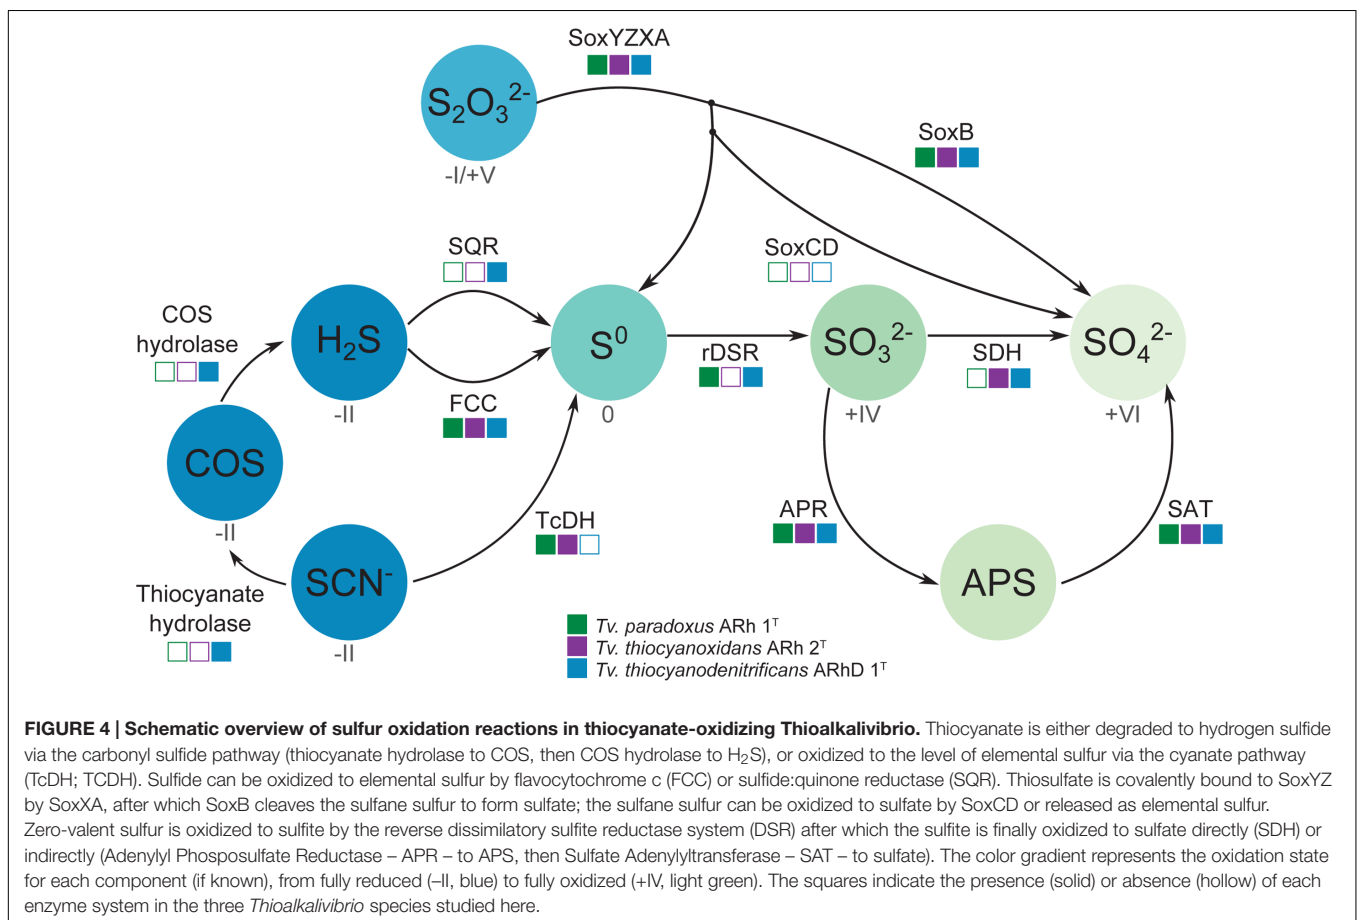 SoxYZXA
S2O3 2-
-I/+V
SoxB
SQR
SoxCD
COS
hydrolase
H2S
-II
S0
0
rDSR
SO3 2-
+IV
SDH
SO4 2-
+VI
FCC
COS
-II
TcDH
APR
SAT
SCN-
-II
APS
Thiocyanate
hydrolase
Tv. paradoxus ARh 1T
Tv. thiocyanoxidans ARh 2T
Tv. thiocyanodenitrificans ARhD 1T
FIGURE 4 | Schematic overview of sulfur oxidation reactions in thiocyanate-oxidizing Thioalkalivibrio. Thiocyanate is either degraded to hydrogen sulfide
via the carbonyl sulfide pathway (thiocyanate hydrolase to COS, then COS hydrolase to H2S), or oxidized to the level of elemental sulfur via the cyanate pathway
(TcDH; TCDH). Sulfide can be oxidized to elemental sulfur by flavocytochrome c (FCC) or sulfide:quinone reductase (SQR). Thiosulfate is covalently bound to SoxYZ
by SoxXA, after which SoxB cleaves the sulfane sulfur to form sulfate; the sulfane sulfur can be oxidized to sulfate by SoxCD or released as elemental sulfur.
Zero-valent sulfur is oxidized to sulfite by the reverse dissimilatory sulfite reductase system (DSR) after which the sulfite is finally oxidized to sulfate directly (SDH) or
indirectly (Adenylyl Phosposulfate Reductase – APR – to APS, then Sulfate Adenylyltransferase – SAT – to sulfate). The color gradient represents the oxidation state
for each component (if known), from fully reduced (–II, blue) to fully oxidized (+IV, light green). The squares indicate the presence (solid) or absence (hollow) of each
enzyme system in the three Thioalkalivibrio species studied here.